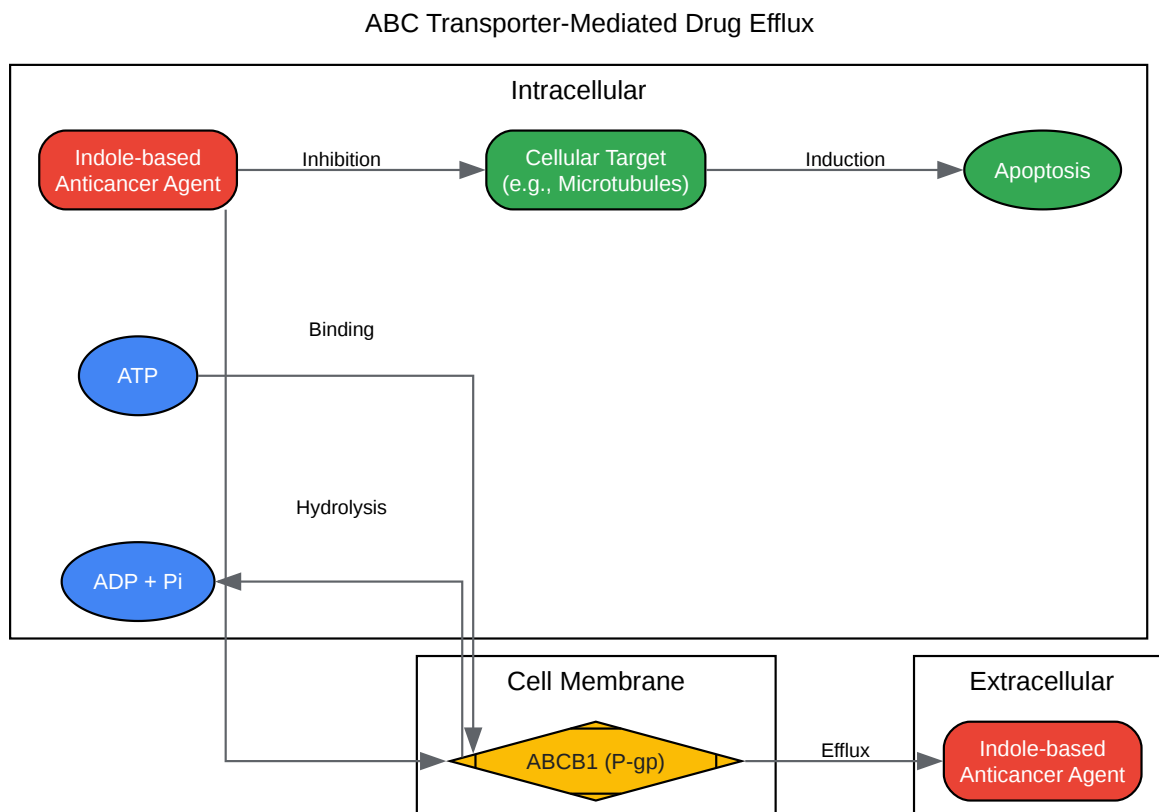 ABC Transporter-Mediated Drug Efflux
Intracellular
Indole-based
Anticancer Agent
Inhibition
Cellular Target
(e.g., Microtubules)
Induction
Apoptosis
Binding
ATP
Hydrolysis
ADP + Pi
Cell Membrane
ABCB1 (P-gp)
Efflux
Extracellular
Indole-based
Anticancer Agent